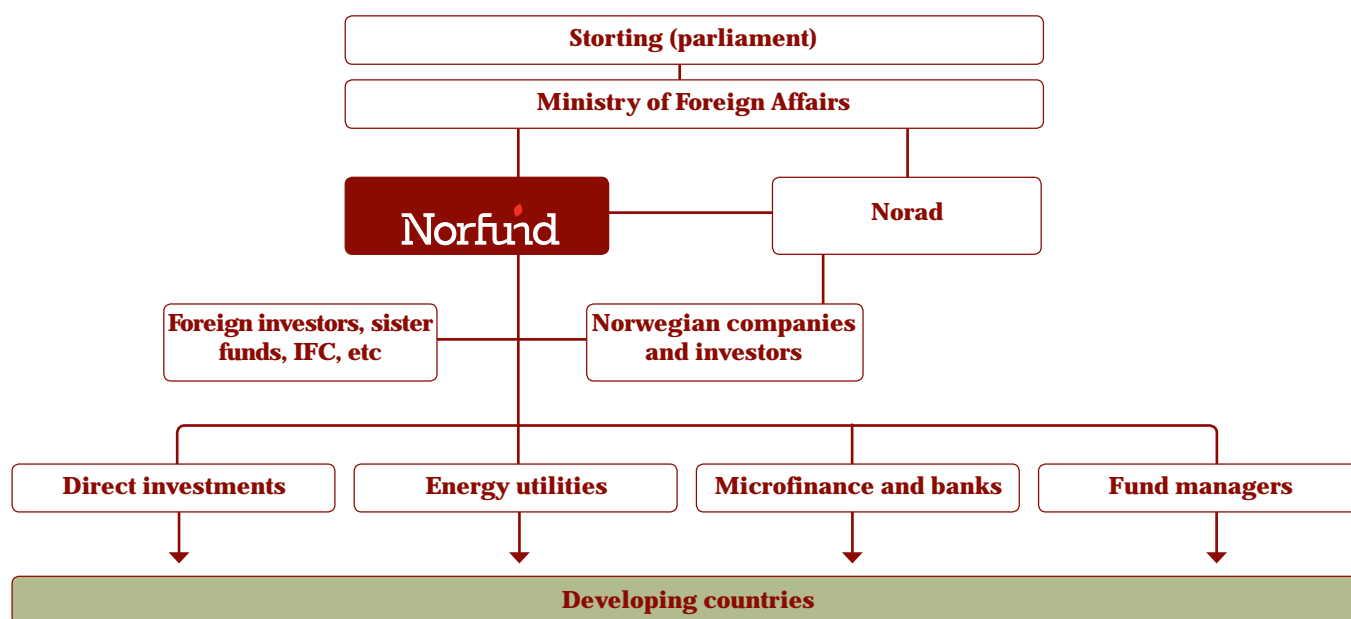 Storting (parliament)
Ministry of Foreign Affairs
Norfund
Norad
Foreign investors, sister
funds, IFC, etc
Norwegian companies
and investors
Direct investments
Energy utilities
Microfinance and banks
Fund managers
Developing countries